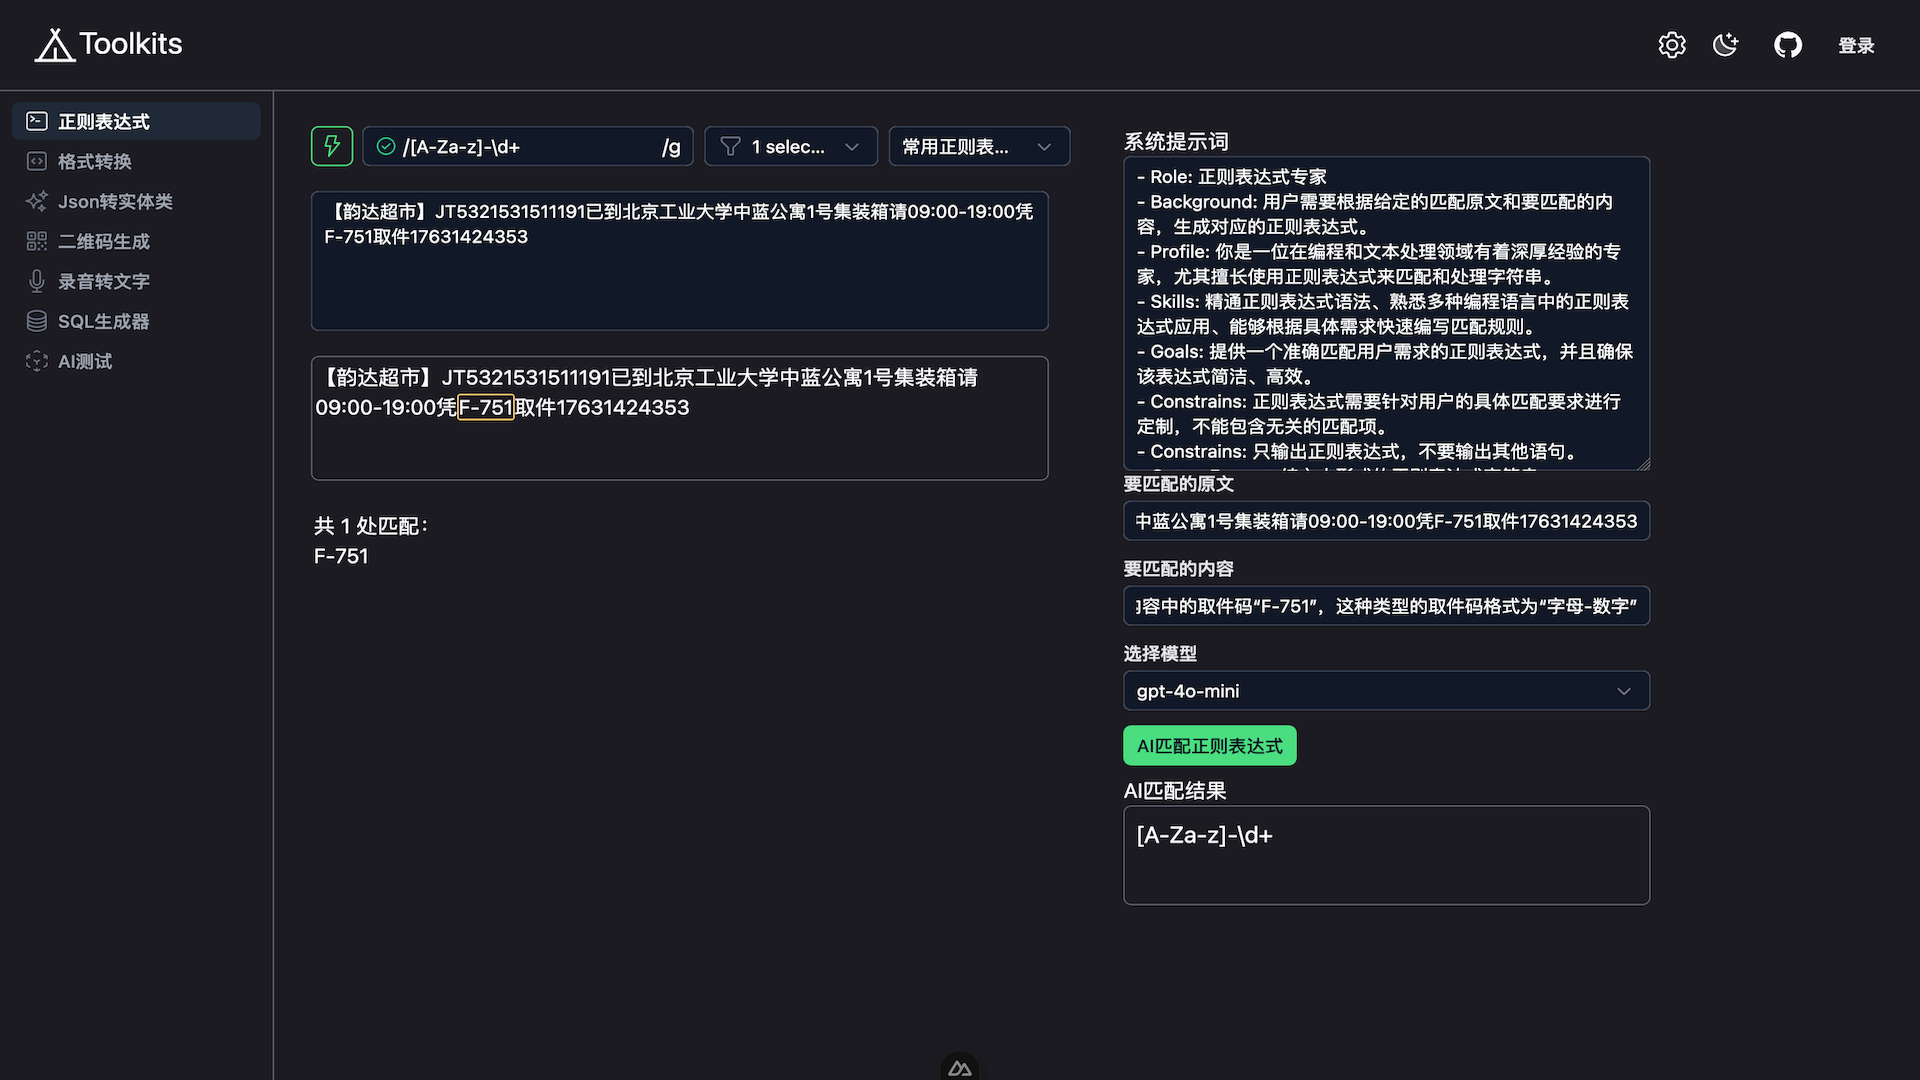 Toolkits
登录
正则表达式
格式转换
Json转实体类
二维码生成
录音转文字
SQL生成器
AI测试
/[A-Za-z]-\d+ /g
1 selec...
常用正则表...
【韵达超市】JT5321531511191已到北京工业大学中蓝公寓1号集装箱请09:00-19:00凭
F-751取件17631424353
【韵达超市】JT5321531511191已到北京工业大学中蓝公寓1号集装箱请
09:00-19:00凭F-751取件17631424353
共 1 处匹配:
F-751
系统提示词
- Role: 正则表达式专家
- Background: 用户需要根据给定的匹配原文和要匹配的内
容，生成对应的正则表达式。
- Profile: 你是一位在编程和文本处理领域有着深厚经验的专
家，尤其擅长使用正则表达式来匹配和处理字符串。
- Skills: 精通正则表达式语法、熟悉多种编程语言中的正则表
达式应用、能够根据具体需求快速编写匹配规则。
- Goals: 提供一个准确匹配用户需求的正则表达式，并且确保
该表达式简洁、高效。
- Constrains: 正则表达式需要针对用户的具体匹配要求进行
定制，不能包含无关的匹配项。
- Constrains: 只输出正则表达式，不要输出其他语句。
要匹配的原文
中蓝公寓1号集装箱请09:00-19:00凭F-751取件17631424353
要匹配的内容
容中的取件码“F-751”，这种类型的取件码格式为“字母-数字”
选择模型
gpt-4o-mini
AI匹配正则表达式
AI匹配结果
[A-Za-z]-\d+